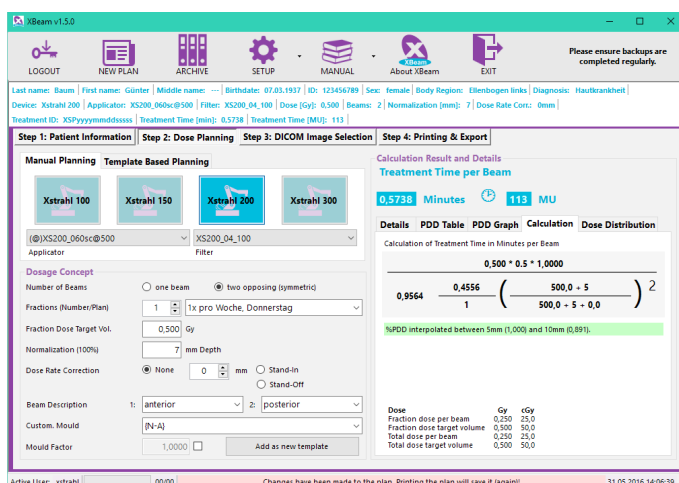 XBeam v1.5.0
LOGOUT NEW PLAN ARCHIVE SETUP MANUAL XBeam About XBeam EXIT
Please ensure backups are
completed regularly.
Last name: Baum First name: Günter Middle name: --- Birthdate: 07.03.1937 ID: 123456789 Sex: female Body Region: Ellenbogen links Diagnosis: Hautkrankheit
Device: Xstrahl 200 Applicator: XS200_060sc@500 Filter: XS200_04_100 Dose [Gy]: 0,500 Beams: 2 Normalization [mm]: 7 Dose Rate Corr.: 0mm
Treatment ID: XSPyyyymmddsssss Treatment Time [min]: 0,5738 Treatment Time [MU]: 113
Step 1: Patient Information Step 2: Dose Planning Step 3: DICOM Image Selection Step 4: Printing & Export
Manual Planning Template Based Planning
Xstrahl 100 Xstrahl 150 Xstrahl 200 Xstrahl 300
(@)XS200_060sc@500 XS200_04_100
Applicator Filter
Dosage Concept
Number of Beams one beam two opposing (symmetric)
Fractions (Number/Plan) 1 1x pro Woche, Donnerstag
Fraction Dose Target Vol. 0,500 Gy
Normalization (100%) 7 mm Depth
Dose Rate Correction None 0 mm Stand-In
Stand-Off
Beam Description 1: anterior 2: posterior
Custom. Mould (N-A)
Mould Factor 1,0000 Add as new template
Calculation Result and Details
Treatment Time per Beam
0,5738 Minutes 113 MU
Details PDD Table PDD Graph Calculation Dose Distribution
Calculation of Treatment Time in Minutes per Beam
0,500 * 0.5 * 1,0000
0,9564 0,4556 ( 500,0 + 5 ) 2
1 500,0 + 5 + 0,0
%PDD interpolated between 5mm (1,000) and 10mm (0,891).
Dose Gy cGy
Fraction dose per beam 0,250 25,0
Fraction dose target volume 0,500 50,0
Total dose per beam 0,250 25,0
Total dose target volume 0,500 50,0
Active User: xstrahl 00/00 Changes have been made to the plan. Printing the plan will save it (again)! 31.05.2016 14:06:39